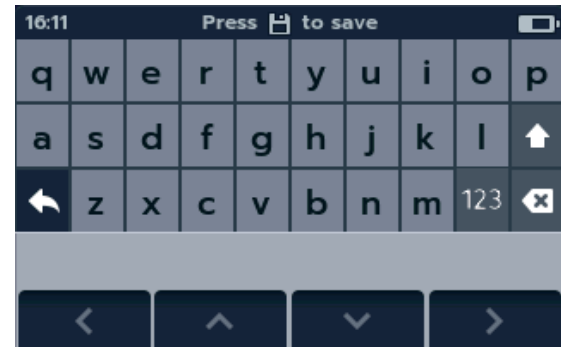 16:11 Press to save
q w e r t y u i o p
a s d f g h j k l
z x c v b n m 123